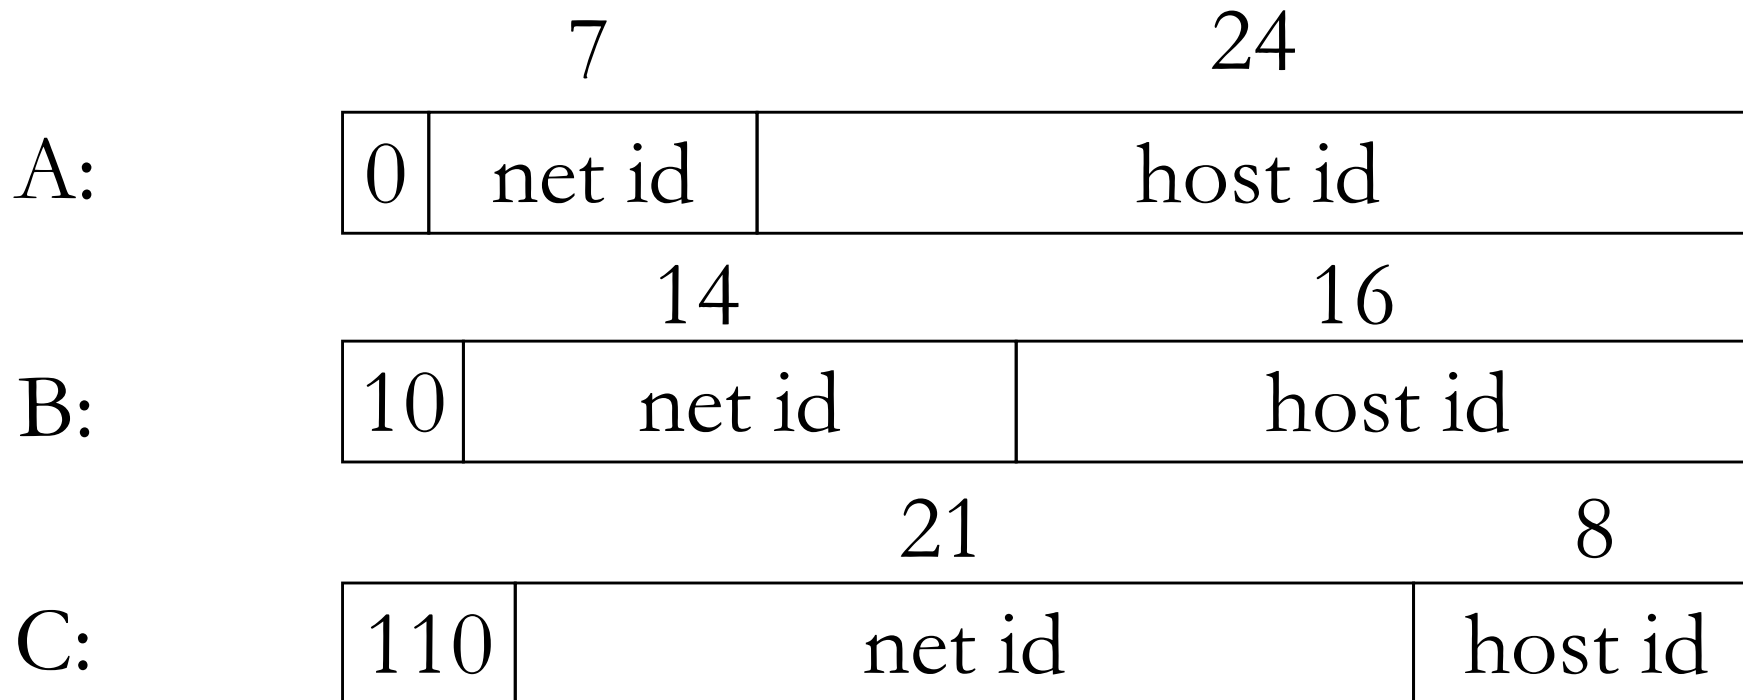 7 24
A: 0 net id host id
14 16
B: 10 net id host id
21 8
C: 110 net id host id